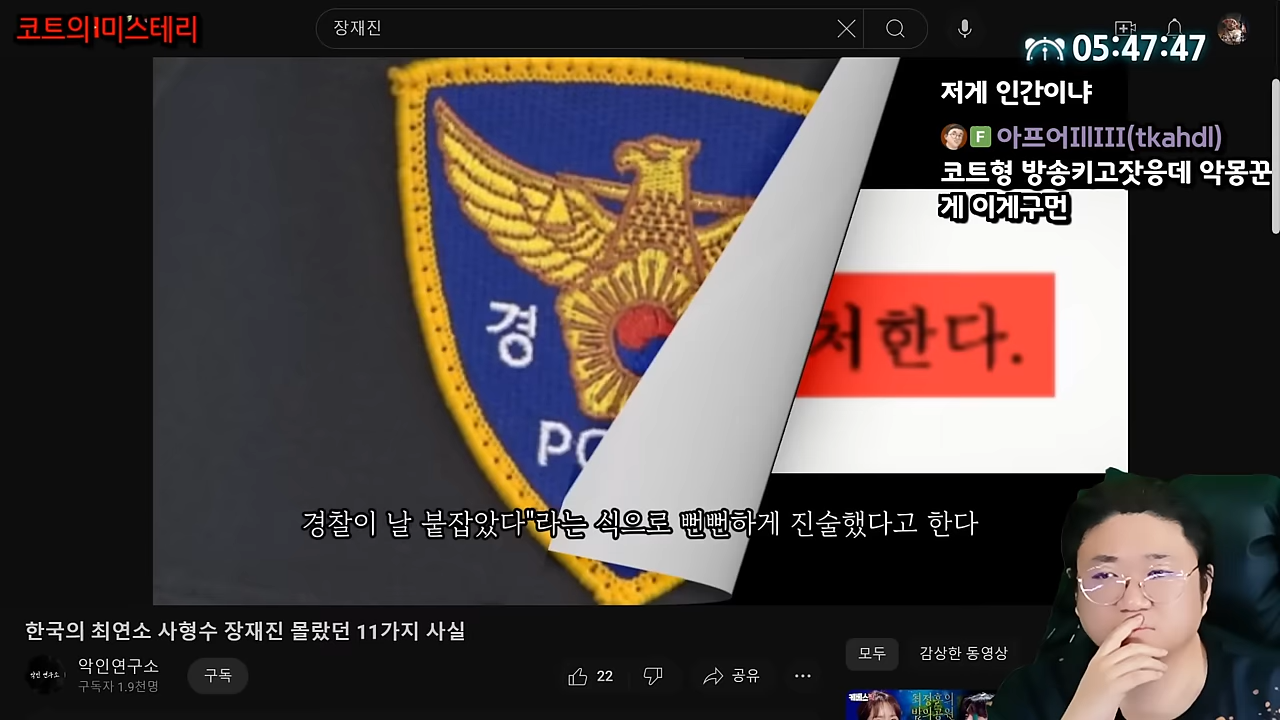 코트의 미스테리
장재진
05:47:47
저게 인간이냐
F 아프어IllIII(tkahdl)
코트형 방송키고잣응데 악몽꾼
게 이게구먼
경
PO
처한다.
경찰이 날 붙잡았다"라는 식으로 뻔뻔하게 진술했다고 한다
한국의 최연소 사형수 장재진 몰랐던 11가지 사실
악인연구소
구독자 1.9천명
구독
22
공유
모두
감상한 동영상